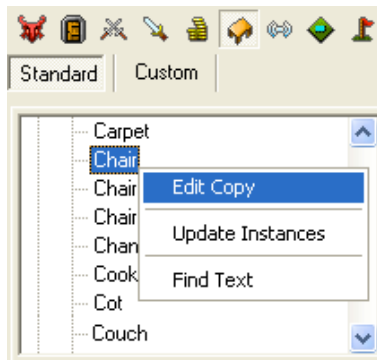 Standard Custom
Carpet
Chair
Edit Copy
Chair
Chair
Update Instances
Chan
Cook
Find Text
Cot
Couch